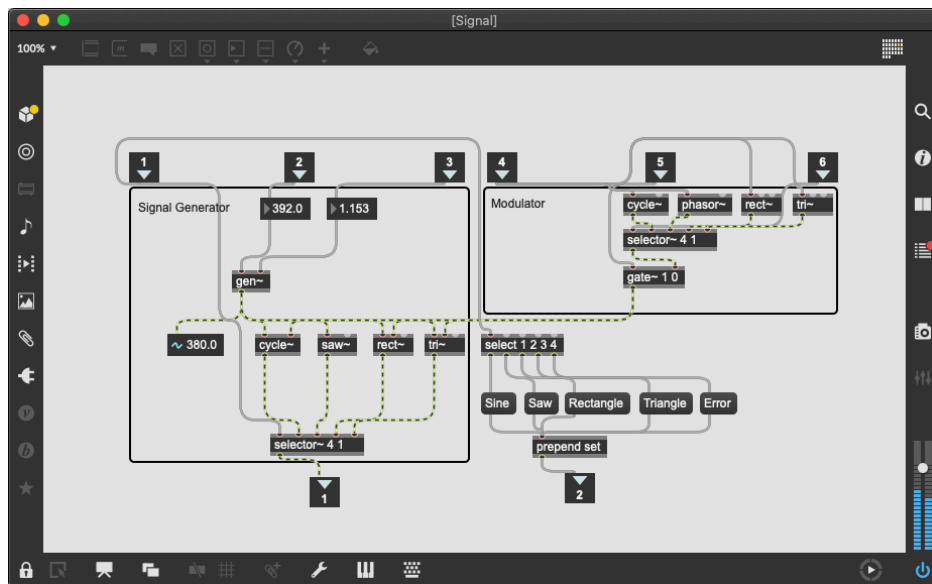 [Signal]
100%
1
2
3
4
5
6
Signal Generator
392.0
1.153
Modulator
cycle~
phasor~
rect~
tri~
selector~ 4 1
gen~
gate~ 1 0
380.0
cycle~
saw~
rect~
tri~
select 1 2 3 4
Sine
Saw
Rectangle
Triangle
Error
selector~ 4 1
prepend set
1
2